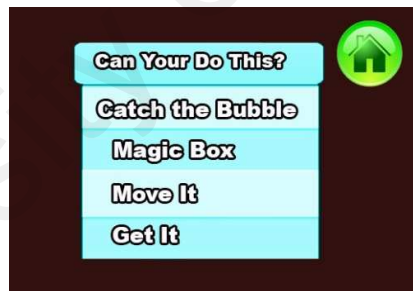 Can Your Do This?
Catch the Bubble
Magic Box
Move It
Get It